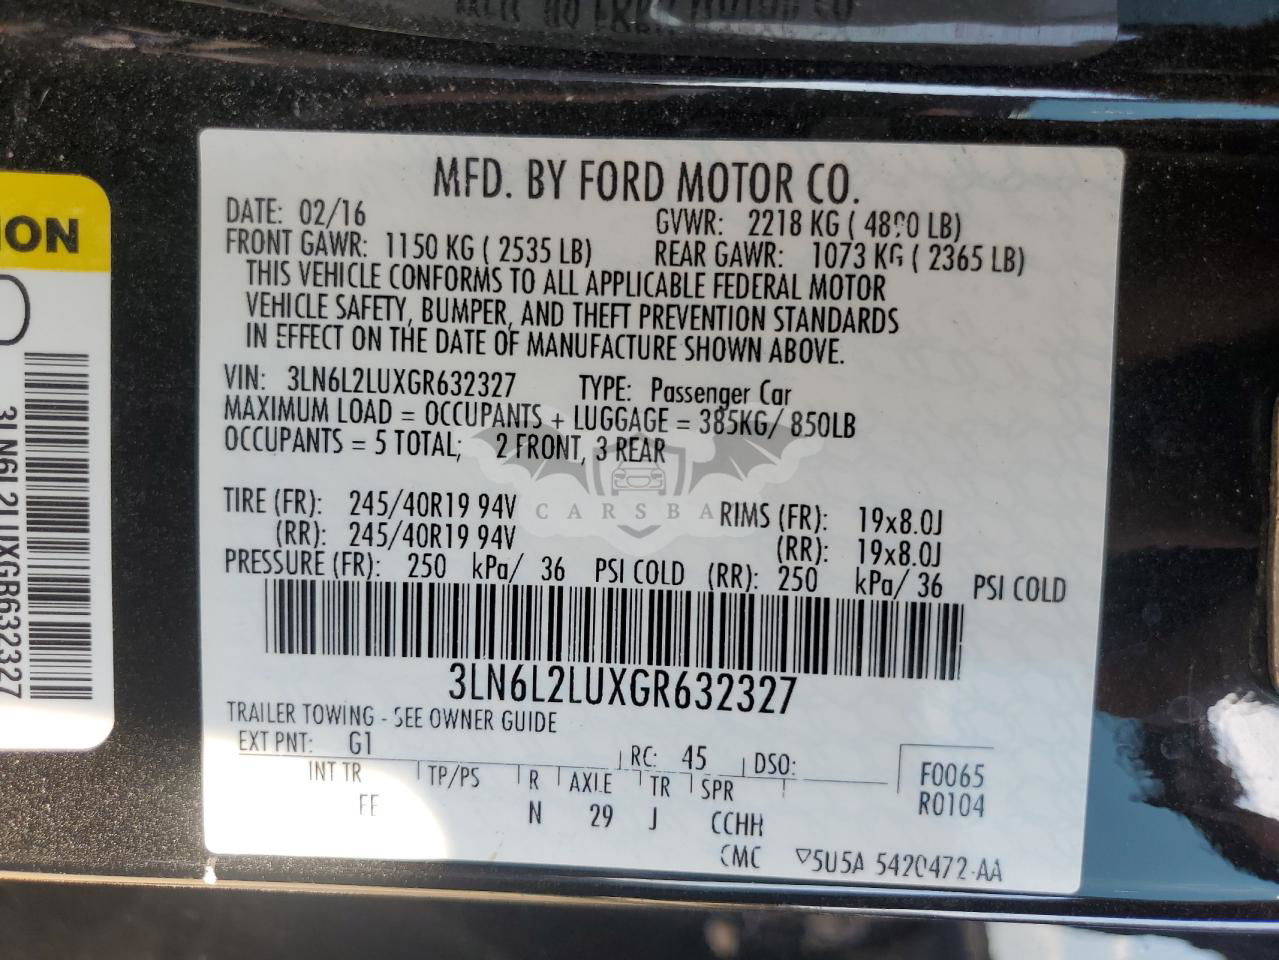 MFD. BY FORD MOTOR CO.
DATE: 02/16 GVWR: 2218 KG ( 4890 LB)
FRONT GAWR: 1150 KG ( 2535 LB) REAR GAWR: 1073 KG ( 2365 LB)
THIS VEHICLE CONFORMS TO ALL APPLICABLE FEDERAL MOTOR
VEHICLE SAFETY, BUMPER, AND THEFT PREVENTION STANDARDS
IN EFFECT ON THE DATE OF MANUFACTURE SHOWN ABOVE.
VIN: 3LN6L2LUXGR632327 TYPE: Passenger Car
MAXIMUM LOAD = OCCUPANTS + LUGGAGE = 385KG/ 850LB
OCCUPANTS = 5 TOTAL; 2 FRONT, 3 REAR
TIRE (FR): 245/40R19 94V RIMS (FR): 19x8.0J
(RR): 245/40R19 94V (RR): 19x8.0J
PRESSURE (FR): 250 kPa/ 36 PSI COLD (RR): 250 kPa/ 36 PSI COLD
3LN6L2LUXGR632327
TRAILER TOWING - SEE OWNER GUIDE
EXT PNT: G1 RC: 45 DSO:
INT TR TP/PS R AXLE TR SPR
FE N 29 J CCHH
CMC
F0065
R0104
▽5U5A 5420472-AA
ION
3LN6L2LUXGR632327
CARSBA